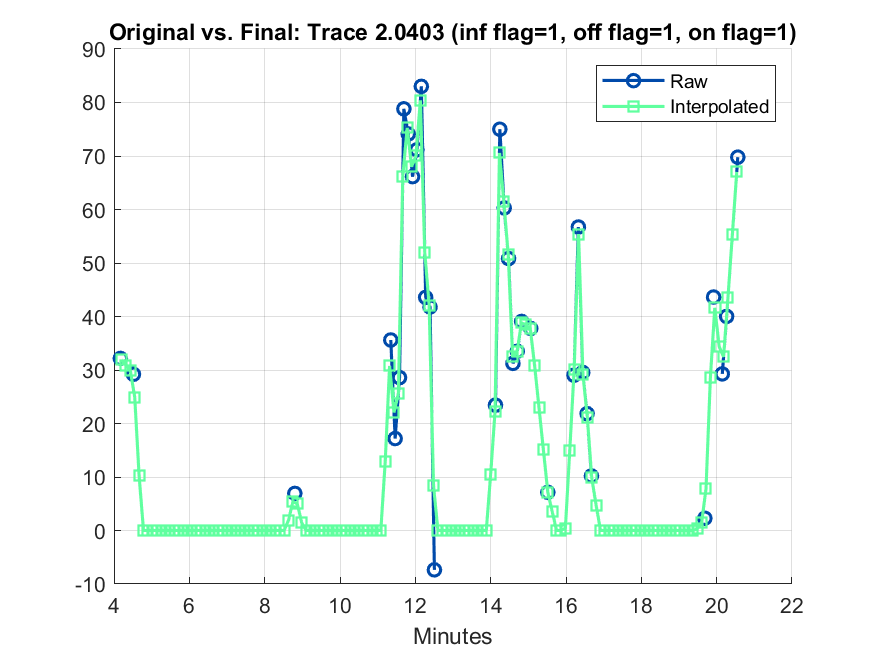 Original vs. Final: Trace 2.0403 (inf flag=1, off flag=1, on flag=1)
90
80
70
60
50
40
30
20
10
0
-10
Raw
Interpolated
4 6 8 10 12 14 16 18 20 22
Minutes